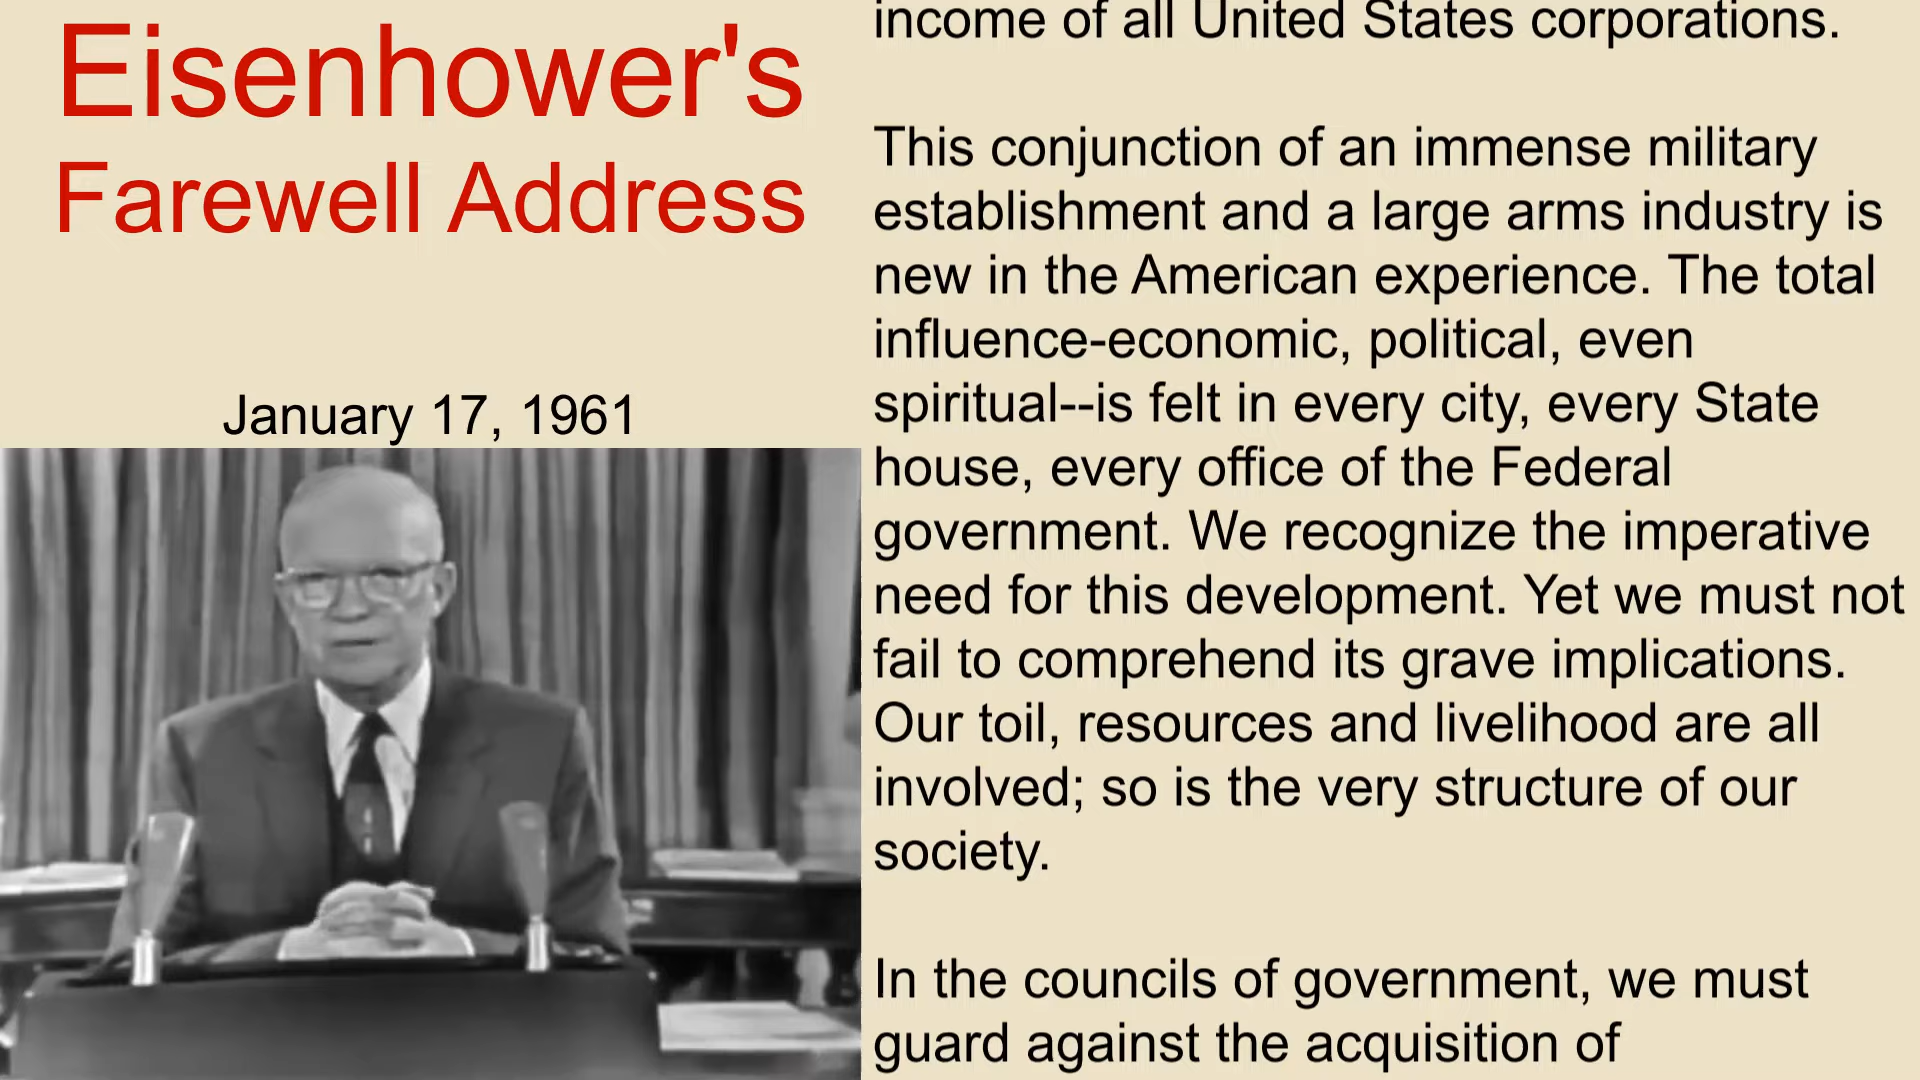 Eisenhower's
Farewell Address
January 17, 1961
income of all United States corporations.
This conjunction of an immense military
establishment and a large arms industry is
new in the American experience. The total
influence-economic, political, even
spiritual--is felt in every city, every State
house, every office of the Federal
government. We recognize the imperative
need for this development. Yet we must not
fail to comprehend its grave implications.
Our toil, resources and livelihood are all
involved; so is the very structure of our
society.
In the councils of government, we must
guard against the acquisition of